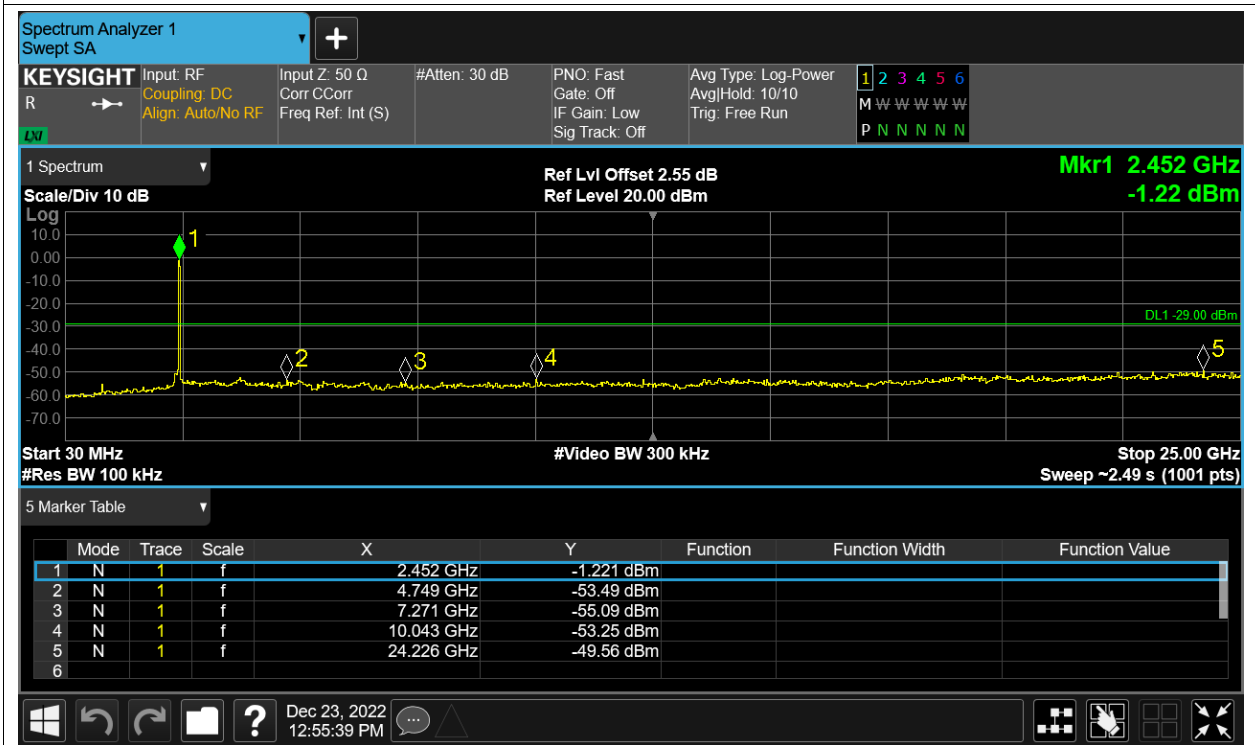 Spectrum Analyzer 1
Swept SA
+
KEYSIGHT Input: RF Input Z: 50 Ω #Atten: 30 dB PNO: Fast Avg Type: Log-Power 1 2 3 4 5 6
R Coupling: DC Corr CCorr Gate: Off Avg|Hold: 10/10 M W W W W W
Align: Auto/No RF Freq Ref: Int (S) IF Gain: Low Trig: Free Run
LXI Sig Track: Off P N N N N N
1 Spectrum Ref Lvl Offset 2.55 dB Mkr1 2.452 GHz
Scale/Div 10 dB Ref Level 20.00 dBm -1.22 dBm
Log
10.0
1
0.00
-10.0
-20.0
DL1 -29.00 dBm
-30.0
-40.0
2 3 4 5
-50.0
-60.0
-70.0
Start 30 MHz #Video BW 300 kHz Stop 25.00 GHz
#Res BW 100 kHz Sweep ~2.49 s (1001 pts)
5 Marker Table
Mode Trace Scale X Y Function Function Width Function Value
1 N 1 f 2.452 GHz -1.221 dBm
2 N 1 f 4.749 GHz -53.49 dBm
3 N 1 f 7.271 GHz -55.09 dBm
4 N 1 f 10.043 GHz -53.25 dBm
5 N 1 f 24.226 GHz -49.56 dBm
6
? Dec 23, 2022
12:55:39 PM